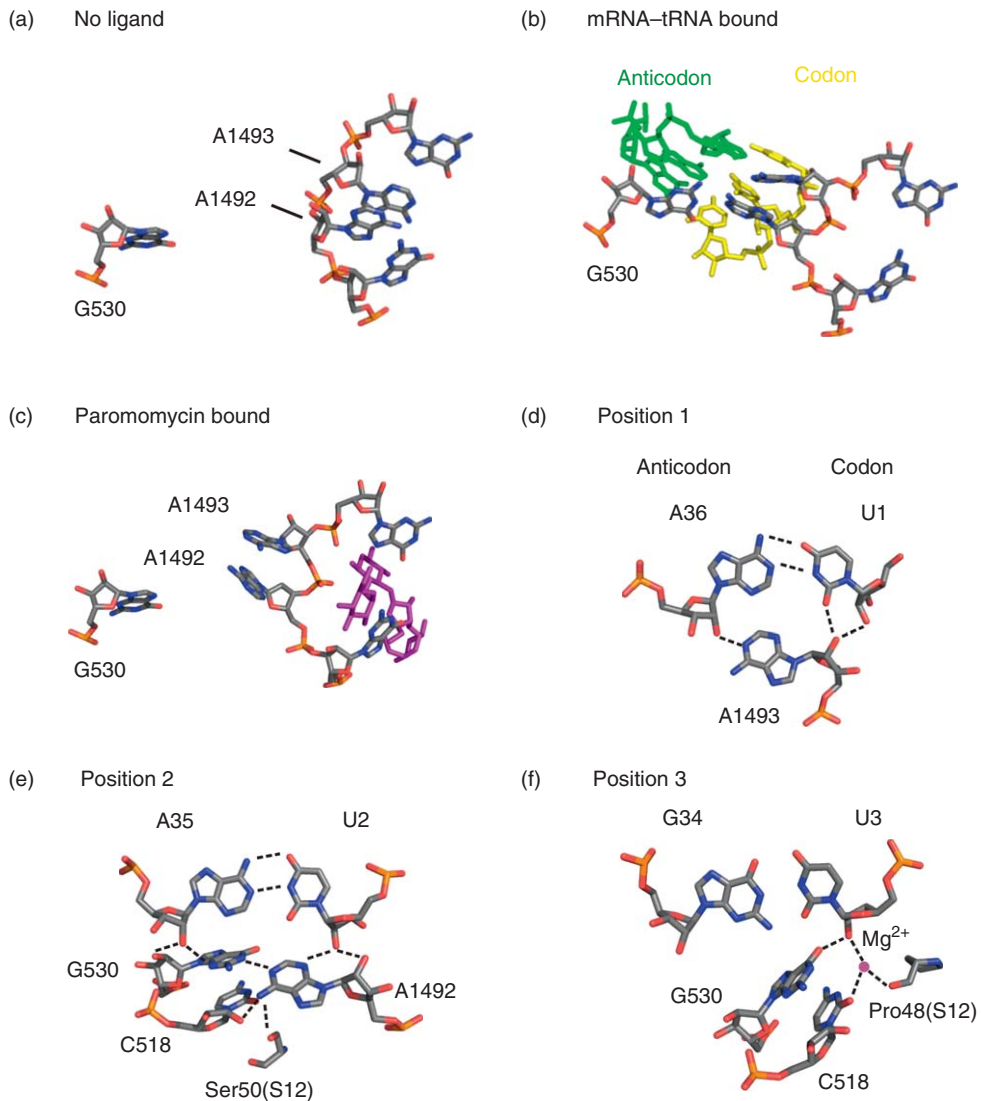 (a) No ligand
A1493
A1492
G530
(b) mRNA–tRNA bound
Anticodon Codon
G530
(c) Paromomycin bound
A1493
A1492
G530
(d) Position 1
Anticodon Codon
A36 U1
A1493
(e) Position 2
A35 U2
G530
A1492
C518
Ser50(S12)
(f) Position 3
G34 U3
Mg2+
G530
Pro48(S12)
C518